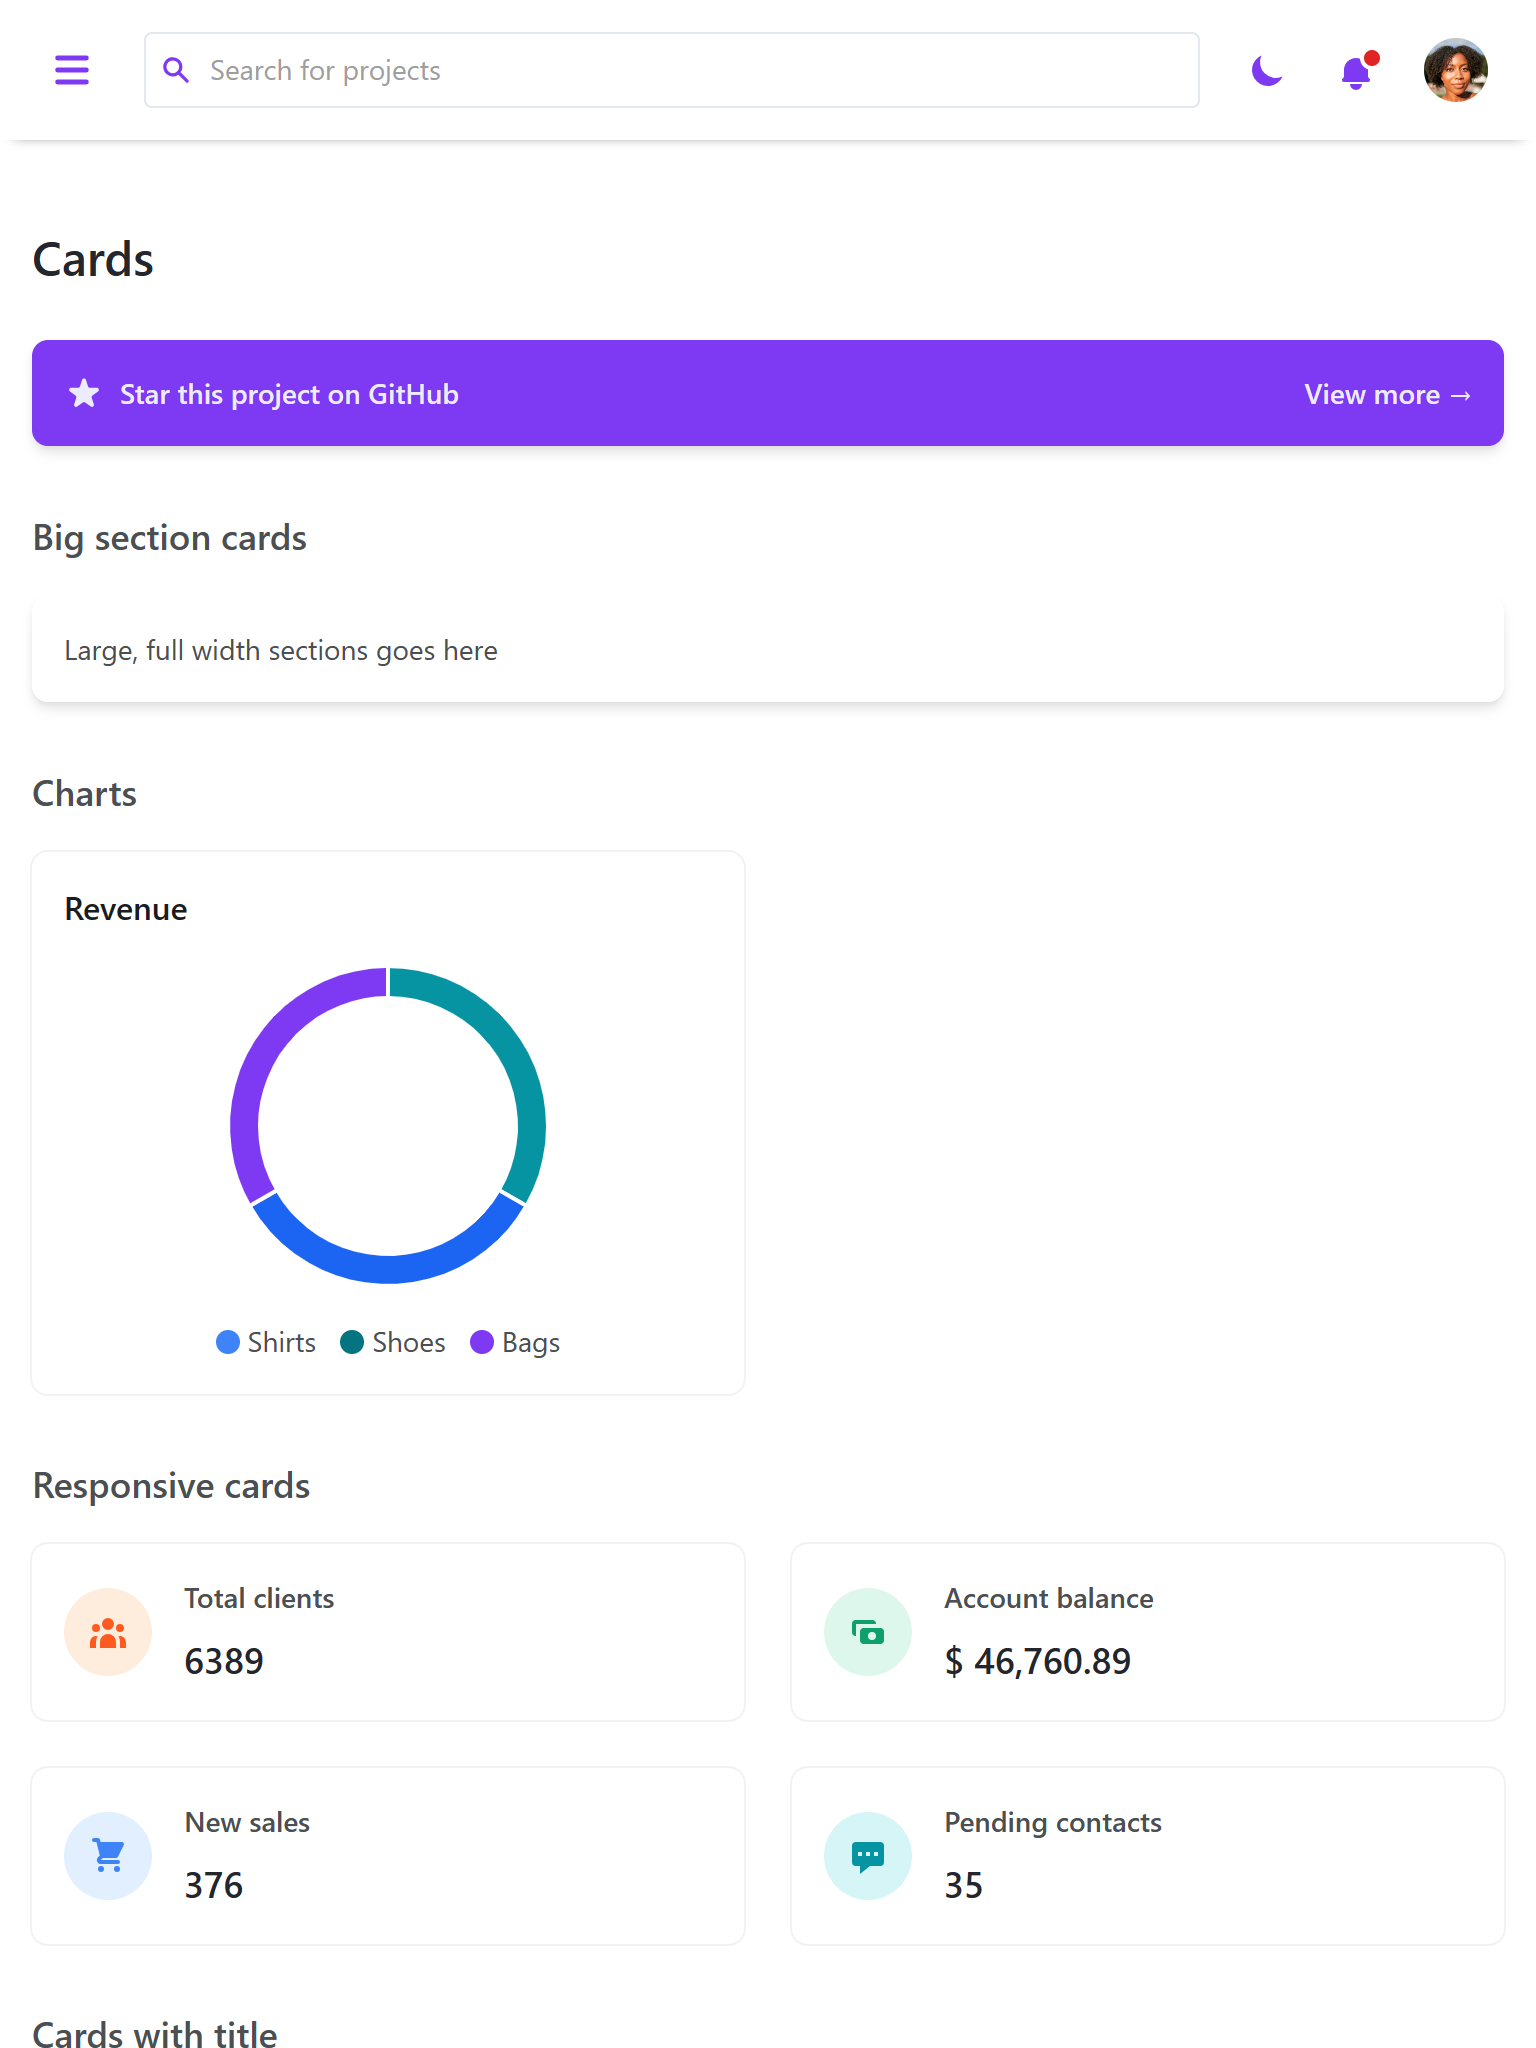 Search for projects
Cards
Star this project on GitHub
View more →
Big section cards
Large, full width sections goes here
Charts
Revenue
Shirts Shoes Bags
Responsive cards
Total clients
6389
Account balance
$ 46,760.89
New sales
376
Pending contacts
35
Cards with title